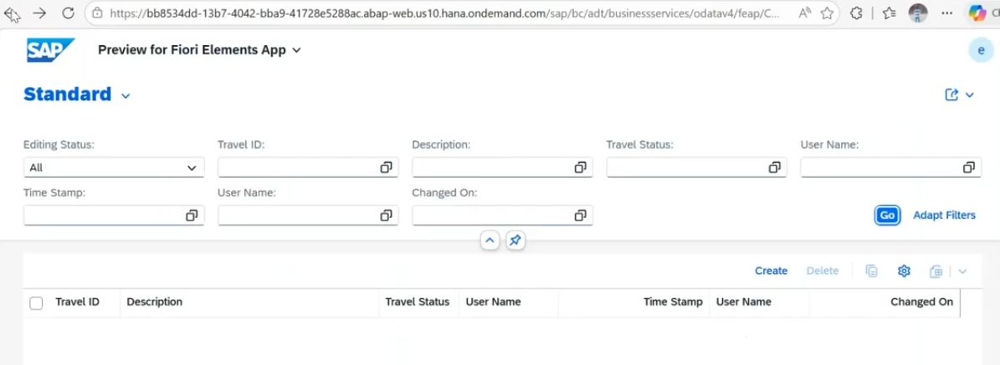 https://bb8534dd-13b7-4042-bba9-41728e5288ac.abap-web.us10.hana.ondemand.com/sap/bc/adt/businessservices/odatav4/feap/C...
SAP Preview for Fiori Elements App e
Standard
Editing Status: Travel ID: Description: Travel Status: User Name:
All
Time Stamp: User Name: Changed On:
Go Adapt Filters
Create Delete
Travel ID Description Travel Status User Name Time Stamp User Name Changed On